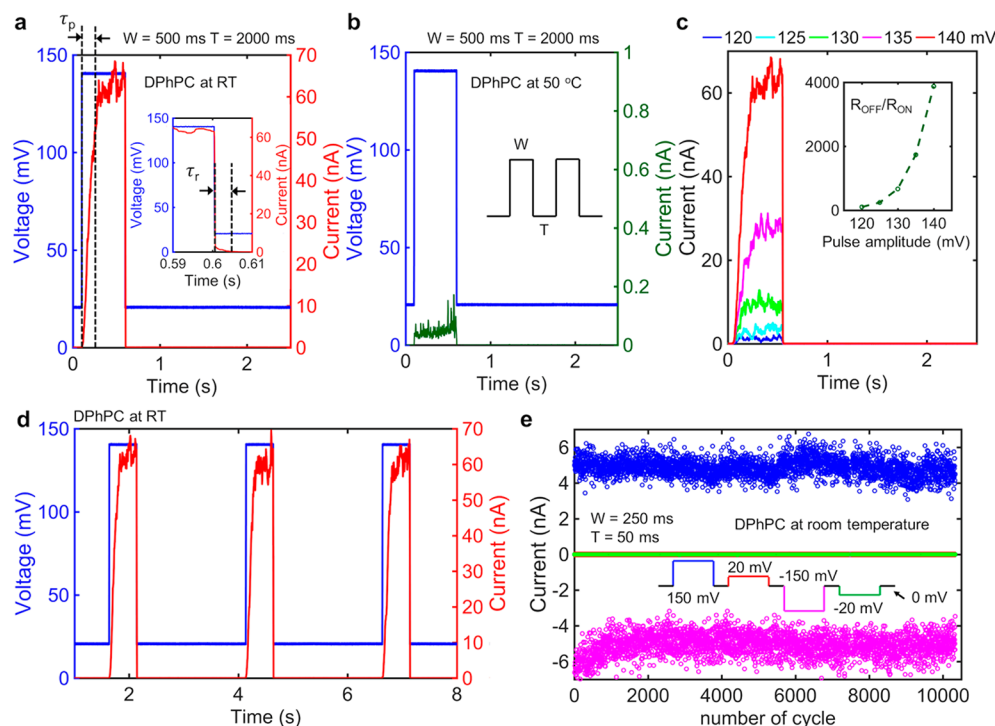 a
τp
W = 500 ms T = 2000 ms
DPhPC at RT
Voltage (mV)
150
100
50
0
Current (nA)
70
60
50
40
30
20
10
0
0
1
2
Time (s)
τr
Voltage (mV)
150
100
50
0
Current (nA)
60
40
20
0
0.59
0.6
0.61
Time (s)
b
W = 500 ms T = 2000 ms
DPhPC at 50 °C
W
T
Voltage (mV)
150
100
50
0
Current (nA)
1
0.8
0.6
0.4
0.2
0
0
1
2
Time (s)
c
120 125 130 135 140 mV
Current (nA)
60
40
20
0
0
1
2
Time (s)
ROFF/RON
4000
2000
0
120
130
140
Pulse amplitude (mV)
d
DPhPC at RT
Voltage (mV)
150
100
50
0
Current (nA)
70
60
50
40
30
20
10
0
2
4
6
8
Time (s)
e
Current (nA)
6
4
2
0
-2
-4
-6
W = 250 ms
T = 50 ms
DPhPC at room temperature
150 mV
20 mV
-150 mV
-20 mV
0 mV
0
2000
4000
6000
8000
10000
number of cycle